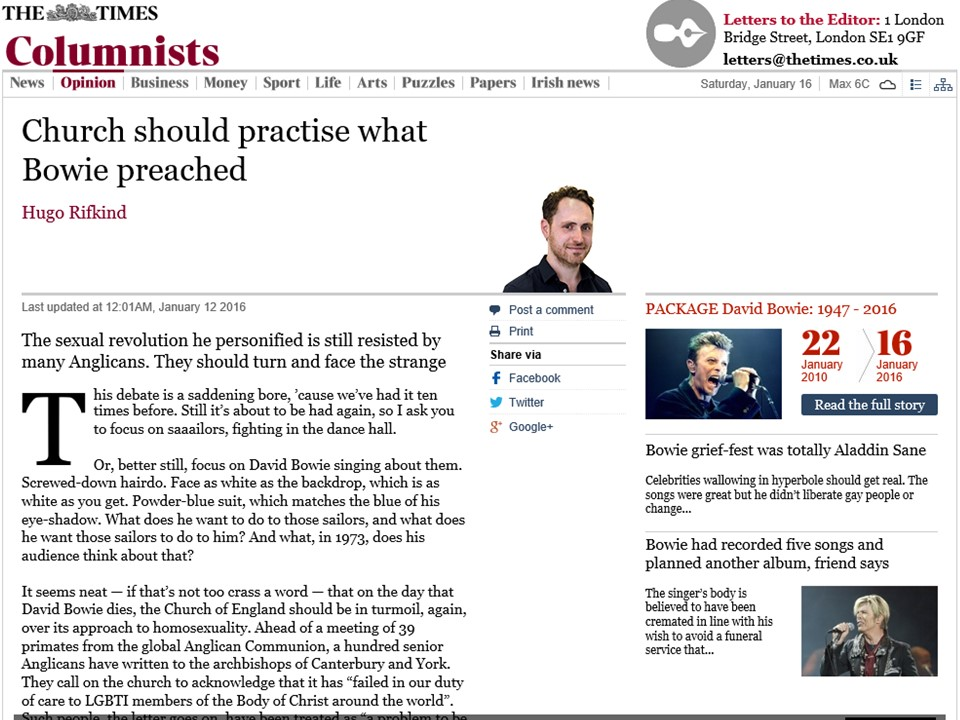 THE TIMES
Columnists
Letters to the Editor: 1 London
Bridge Street, London SE1 9GF
letters@thetimes.co.uk
News Opinion Business Money Sport Life Arts Puzzles Papers Irish news
Saturday, January 16 Max 6C
Church should practise what
Bowie preached
Hugo Rifkind
Last updated at 12:01AM, January 12 2016
The sexual revolution he personified is still resisted by
many Anglicans. They should turn and face the strange
This debate is a saddening bore, ’cause we’ve had it ten
times before. Still it’s about to be had again, so I ask you
to focus on saaailors, fighting in the dance hall.
Or, better still, focus on David Bowie singing about them.
Screwed-down hairdo. Face as white as the backdrop, which is as
white as you get. Powder-blue suit, which matches the blue of his
eye-shadow. What does he want to do to those sailors, and what does
he want those sailors to do to him? And what, in 1973, does his
audience think about that?
It seems neat — if that’s not too crass a word — that on the day that
David Bowie dies, the Church of England should be in turmoil, again,
over its approach to homosexuality. Ahead of a meeting of 39
primates from the global Anglican Communion, a hundred senior
Anglicans have written to the archbishops of Canterbury and York.
They call on the church to acknowledge that it has “failed in our duty
of care to LGBTI members of the Body of Christ around the world”.
Such people, the letter goes on, have been treated as “a problem to be
Post a comment
Print
Share via
Facebook
Twitter
Google+
PACKAGE David Bowie: 1947 - 2016
22
January
2010
16
January
2016
Read the full story
Bowie grief-fest was totally Aladdin Sane
Celebrities wallowing in hyperbole should get real. The
songs were great but he didn’t liberate gay people or
change...
Bowie had recorded five songs and
planned another album, friend says
The singer’s body is
believed to have been
cremated in line with his
wish to avoid a funeral
service that...